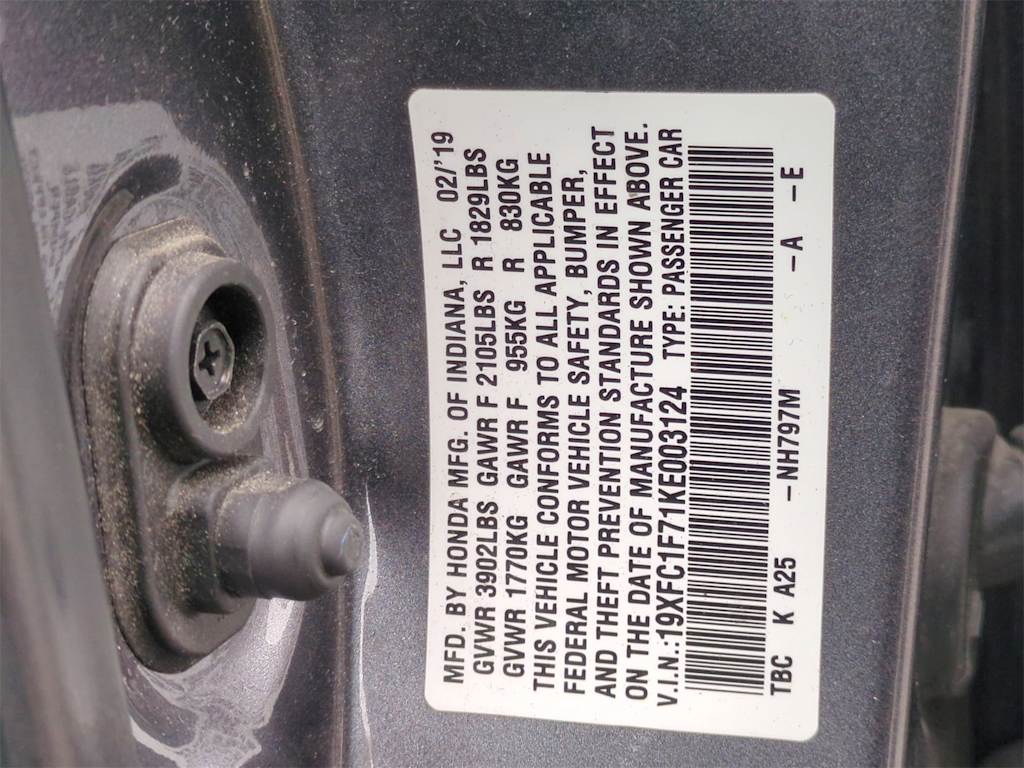 MFD. BY HONDA MFG. OF INDIANA, LLC 02/'19
GVWR 3902LBS GAWR F 2105LBS R 1829LBS
GVWR 1770KG GAWR F 955KG R 830KG
THIS VEHICLE CONFORMS TO ALL APPLICABLE
FEDERAL MOTOR VEHICLE SAFETY, BUMPER,
AND THEFT PREVENTION STANDARDS IN EFFECT
ON THE DATE OF MANUFACTURE SHOWN ABOVE.
V.I.N.:19XFC1F71KE003124 TYPE: PASSENGER CAR
TBC K A25 -NH797M -A -E